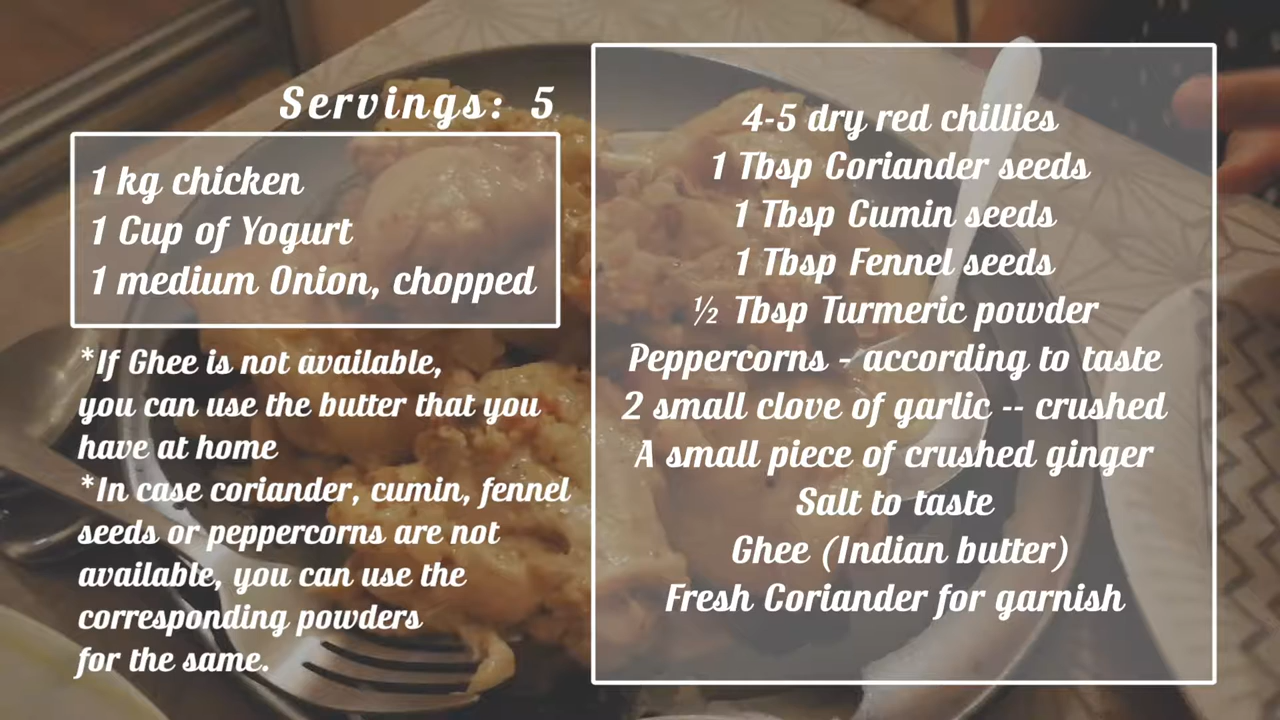 Servings: 5
1 kg chicken
1 Cup of Yogurt
1 medium Onion, chopped
*If Ghee is not available,
you can use the butter that you
have at home
*In case coriander, cumin, fennel
seeds or peppercorns are not
available, you can use the
corresponding powders
for the same.
4-5 dry red chillies
1 Tbsp Coriander seeds
1 Tbsp Cumin seeds
1 Tbsp Fennel seeds
½ Tbsp Turmeric powder
Peppercorns - according to taste
2 small clove of garlic -- crushed
A small piece of crushed ginger
Salt to taste
Ghee (Indian butter)
Fresh Coriander for garnish